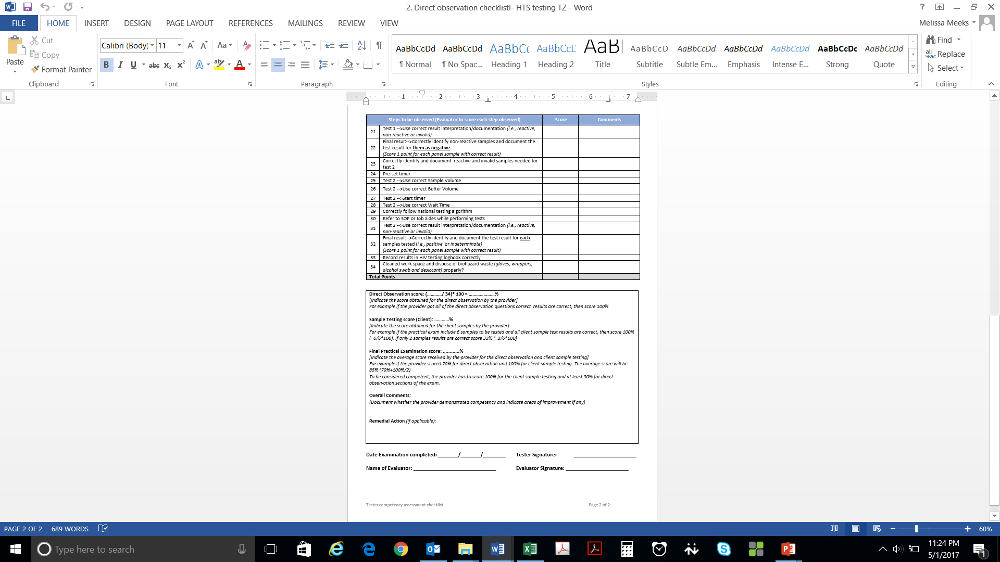 2. Direct observation checklistl- HTS testing TZ - Word
FILE HOME INSERT DESIGN PAGE LAYOUT REFERENCES MAILINGS REVIEW VIEW
Melissa Meeks
Paste
Cut
Copy
Format Painter
Clipboard
Calibri (Body) 11
Font
Paragraph
AaBbCcDd AaBbCcDd AaBbCc AaBbCcD AaBl AaBbCcD AaBbCcDd AaBbCcDd AaBbCcDd AaBbCcDc AaBbCcDd
¶ Normal ¶ No Spac... Heading 1 Heading 2 Title Subtitle Subtle Em... Emphasis Intense E... Strong Quote
Styles
Find
Replace
Select
Editing
1 2 3 4 5 6 7
Steps to be observed (Evaluator to score each step observed) Score Comments
21 Test 1 -->Use correct result interpretation/documentation (i.e., reactive,
non-reactive or invalid)
22 Final result-->Correctly identify non-reactive samples and document the
test result for them as negative.
(Score 1 point for each panel sample with correct result)
23 Correctly identify and document reactive and invalid samples needed for
test 2
24 Pre-set timer
25 Test 2 -->Use correct Sample Volume
26 Test 2 -->Use correct Buffer Volume
27 Test 2 -->Start timer
28 Test 2 -->Use correct Wait Time
29 Correctly follow national testing algorithm
30 Refer to SOP or Job aides while performing tests
31 Test 2 -->Use correct result interpretation/documentation (i.e., reactive,
non-reactive or invalid)
32 Final result-->Correctly identify and document the test result for each
samples tested (i.e., positive or indeterminate)
(Score 1 point for each panel sample with correct result)
33 Record results in HIV testing logbook correctly
34 Cleaned work space and dispose of biohazard waste (gloves, wrappers,
alcohol swab and desiccant) properly?
Total Points
Direct Observation score: (............/ 34)* 100 = .....................%
[Indicate the score obtained for the direct observation by the provider]
For example if the provider got all of the direct observation questions correct results are correct, then score 100%
Sample Testing score (Client): ............%
[Indicate the score obtained for the client samples by the provider]
For example if the practical exam include 6 samples to be tested and all client sample test results are correct, then score 100%
(=6/6*100). If only 2 samples results are correct score 33% (=2/6*100]
Final Practical Examination score: ............%
[Indicate the average score received by the provider for the direct observation and client sample testing]
For example if the provider scored 70% for direct observation and 100% for client sample testing. The average score will be
85% (70%+100%/2)
To be considered competent, the provider has to score 100% for the client sample testing and at least 90% for direct
observation sections of the exam.
Overall Comments:
(Document whether the provider demonstrated competency and indicate areas of improvement if any)
Remedial Action (if applicable):
Date Examination completed: _______/_______/________ Tester Signature: ______________________
Name of Evaluator: _____________________________ Evaluator Signature: ______________________
Tester competency assessment checklist Page 2 of 2
PAGE 2 OF 2 689 WORDS 60%
Type here to search
11:24 PM
5/1/2017
1